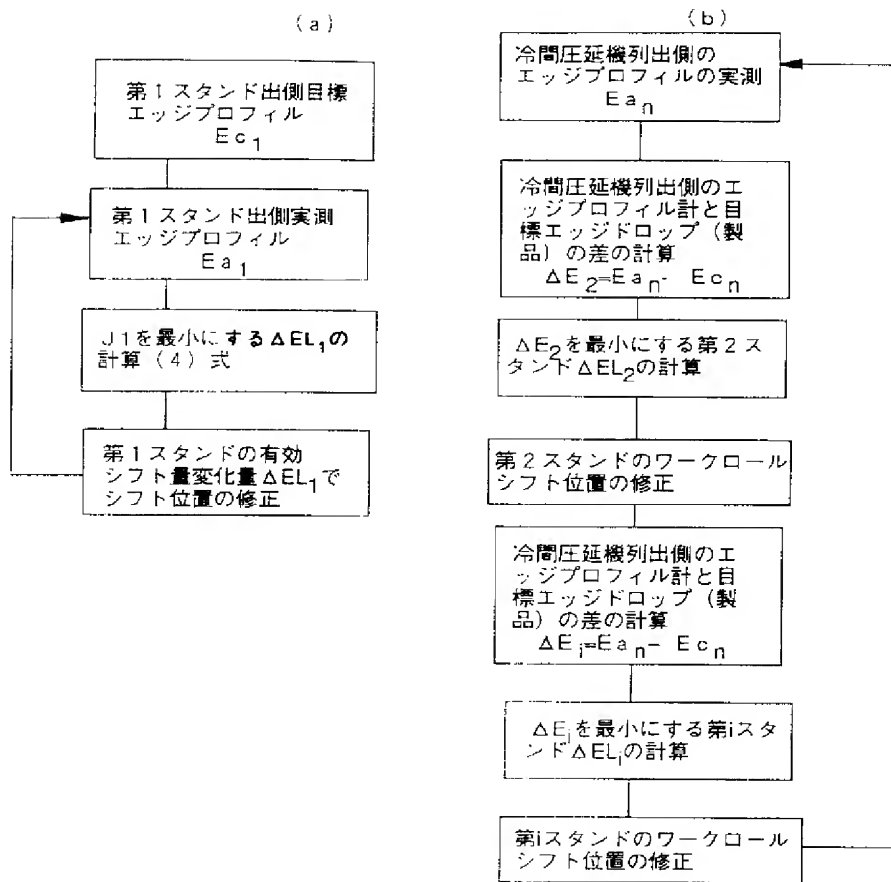 (a)
第1スタンド出側目標
エッジプロフィル
Ec1
第1スタンド出側実測
エッジプロフィル
Ea1
J1を最小にするΔEL1の
計算(4)式
第1スタンドの有効
シフト量変化量ΔEL1で
シフト位置の修正
(b)
冷間圧延機列出側の
エッジプロフィルの実測
Ean
冷間圧延機列出側のエ
ッジプロフィル計と目
標エッジドロップ(製
品)の差の計算
ΔE2=Ean- Ecn
ΔE2を最小にする第2ス
タンドΔEL2の計算
第2スタンドのワークロール
シフト位置の修正
冷間圧延機列出側のエ
ッジプロフィル計と目
標エッジドロップ(製
品)の差の計算
ΔEi=Ean- Ecn
ΔEiを最小にする第iスタ
ンドΔELiの計算
第iスタンドのワークロール
シフト位置の修正